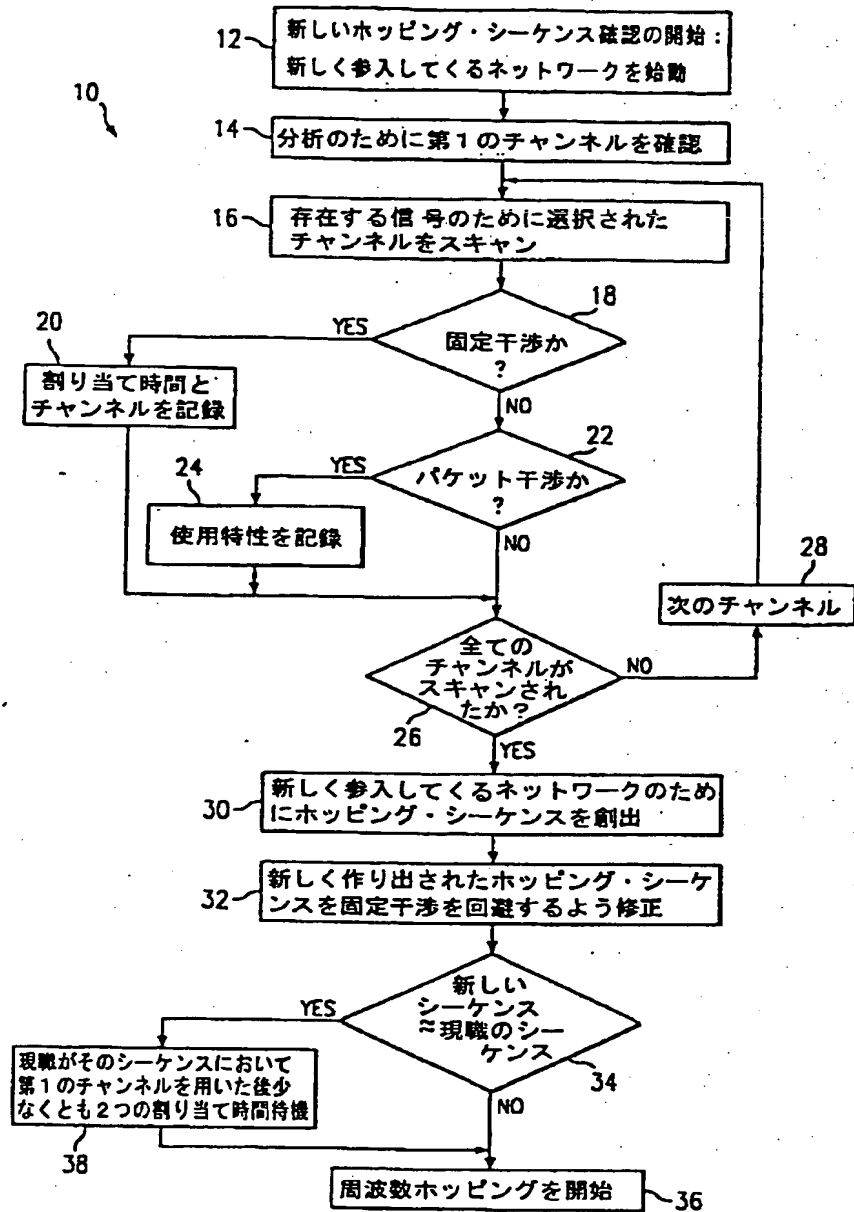 12
新しいホッピング・シーケンス確認の開始：
新しく参入してくるネットワークを始動
10
14
分析のために第１のチャンネルを確認
16
存在する信号のために選択された
チャンネルをスキャン
18
固定干渉か
？
YES
NO
20
割り当て時間と
チャンネルを記録
22
パケット干渉か
？
YES
NO
24
使用特性を記録
28
次のチャンネル
全ての
チャンネルが
スキャンされ
たか？
26
NO
YES
30
新しく参入してくるネットワークのため
にホッピング・シーケンスを創出
32
新しく作り出されたホッピング・シーケ
ンスを固定干渉を回避するよう修正
新しい
シーケンス
≈現職のシー
ケンス
34
YES
NO
現職がそのシーケンスにおいて
第１のチャンネルを用いた後少
なくとも２つの割り当て時間待機
38
周波数ホッピングを開始
36